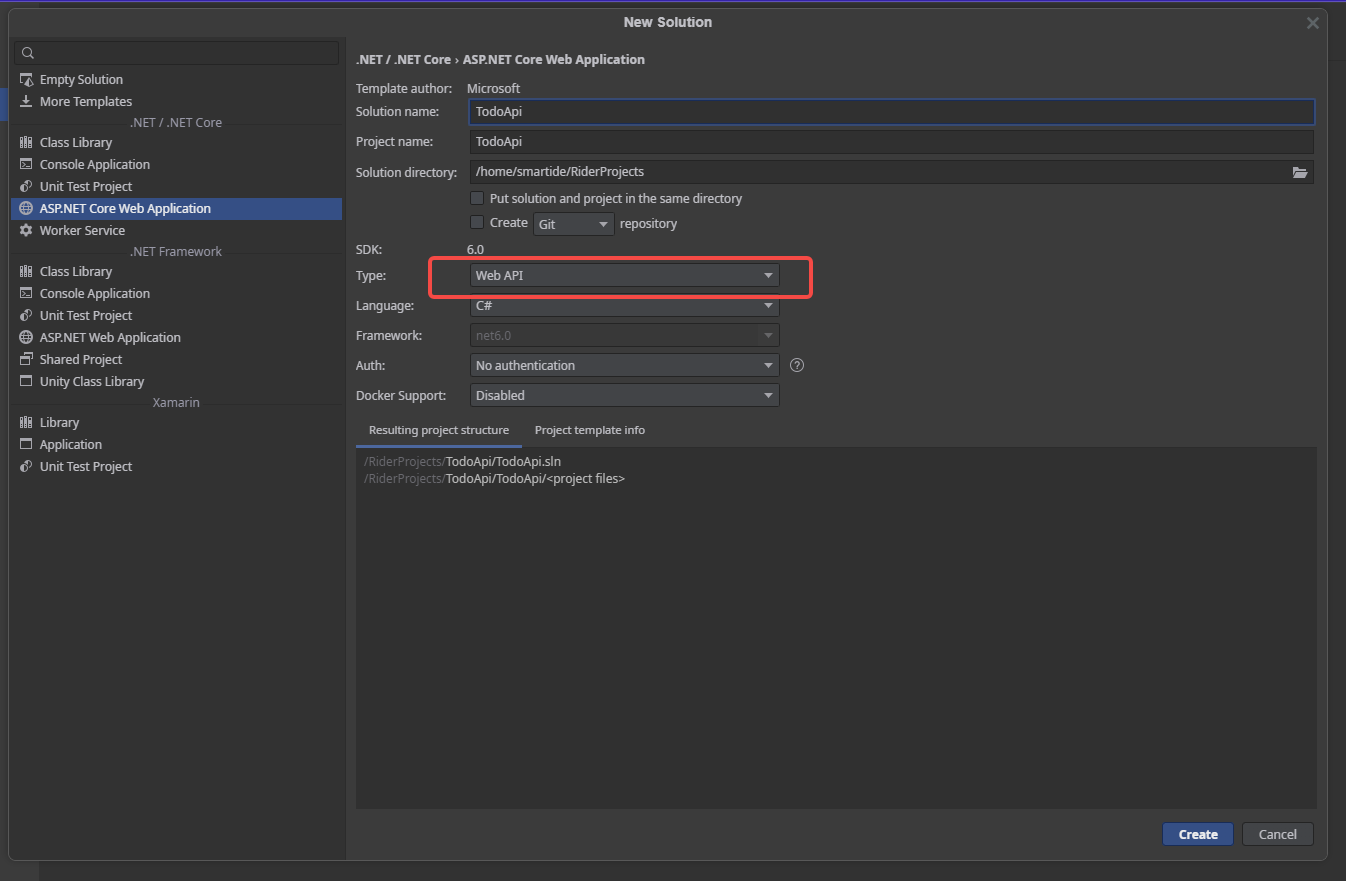 New Solution
Empty Solution
More Templates
.NET / .NET Core
Class Library
Console Application
Unit Test Project
ASP.NET Core Web Application
Worker Service
.NET Framework
Class Library
Console Application
Unit Test Project
ASP.NET Web Application
Shared Project
Unity Class Library
Xamarin
Library
Application
Unit Test Project
.NET / .NET Core › ASP.NET Core Web Application
Template author: Microsoft
Solution name: TodoApi
Project name: TodoApi
Solution directory: /home/smartide/RiderProjects
Put solution and project in the same directory
Create Git repository
SDK: 6.0
Type: Web API
Language: C#
Framework: net6.0
Auth: No authentication ?
Docker Support: Disabled
Resulting project structure Project template info
/RiderProjects/TodoApi/TodoApi.sln
/RiderProjects/TodoApi/TodoApi/<project files>
Create Cancel